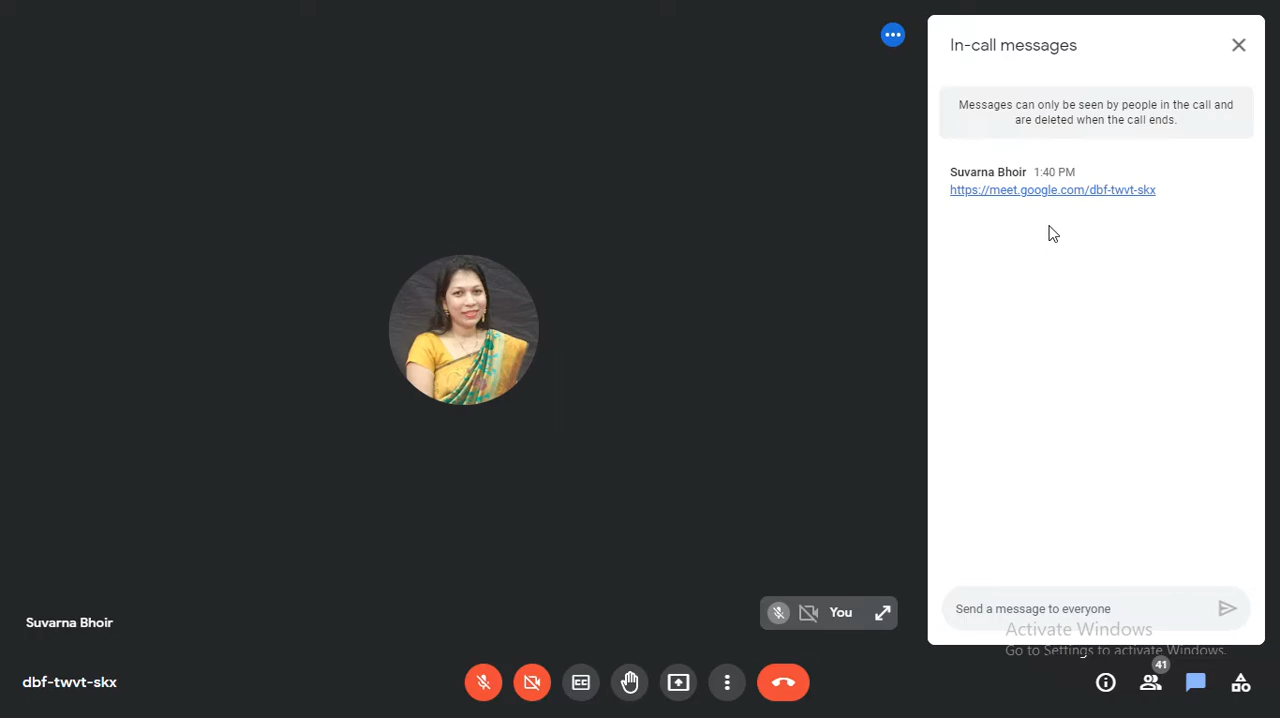 In-call messages
Messages can only be seen by people in the call and
are deleted when the call ends.
Suvarna Bhoir 1:40 PM
https://meet.google.com/dbf-twvt-skx
Send a message to everyone
You
Suvarna Bhoir
Activate Windows
Go to Settings to activate Windows.
dbf-twvt-skx
CC
41